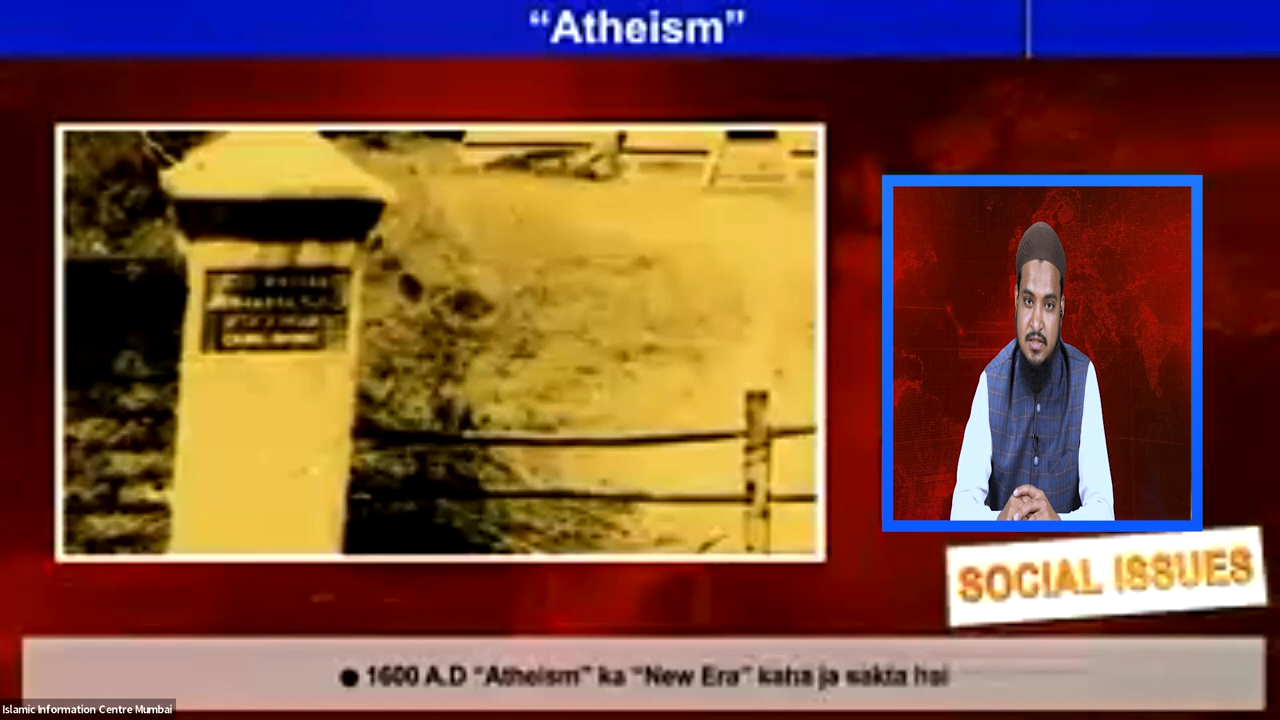 “Atheism”
SOCIAL ISSUES
● 1600 A.D “Atheism” ka “New Era” kaha ja sakta hai
Islamic Information Centre Mumbai